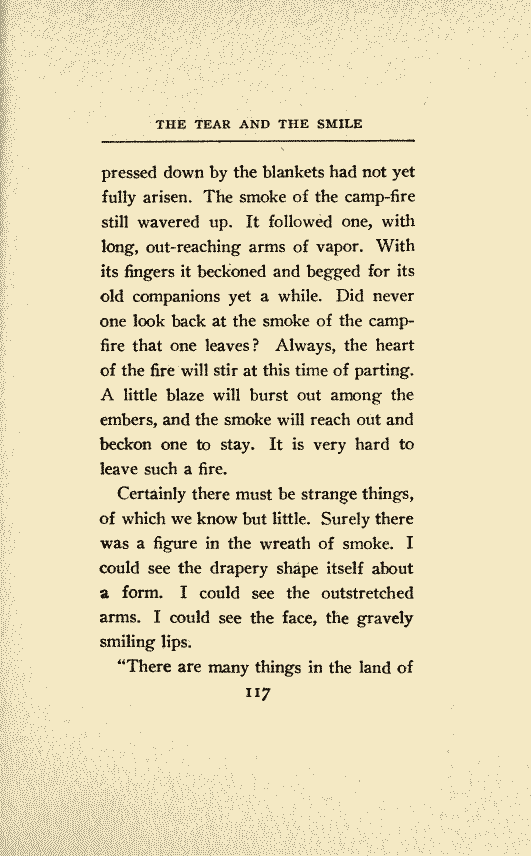 THE TEAR AND THE SMILE
pressed down by the blankets had not yet
fully arisen. The smoke of the camp-fire
still wavered up. It followed one, with
long, out-reaching arms of vapor. With
its fingers it beckoned and begged for its
old companions yet a while. Did never
one look back at the smoke of the camp-
fire that one leaves? Always, the heart
of the fire will stir at this time of parting.
A little blaze will burst out among the
embers, and the smoke will reach out and
beckon one to stay. It is very hard to
leave such a fire.
Certainly there must be strange things,
of which we know but little. Surely there
was a figure in the wreath of smoke. I
could see the drapery shape itself about
a form. I could see the outstretched
arms. I could see the face, the gravely
smiling lips.
“There are many things in the land of
117